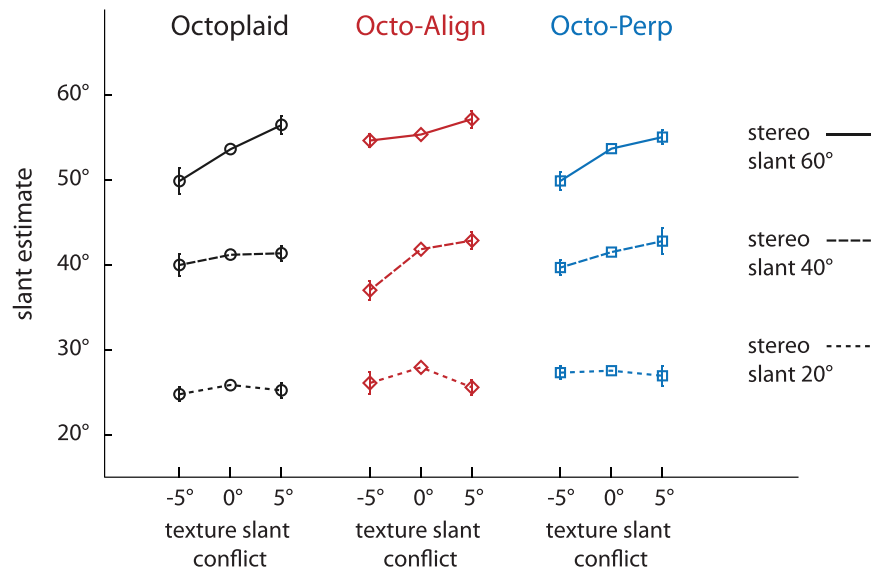 Octoplaid
Octo-Align
Octo-Perp
60°
50°
40°
30°
20°
slant estimate
stereo
slant 60°
stereo
slant 40°
stereo
slant 20°
-5° 0° 5°
texture slant
conflict
-5° 0° 5°
texture slant
conflict
-5° 0° 5°
texture slant
conflict